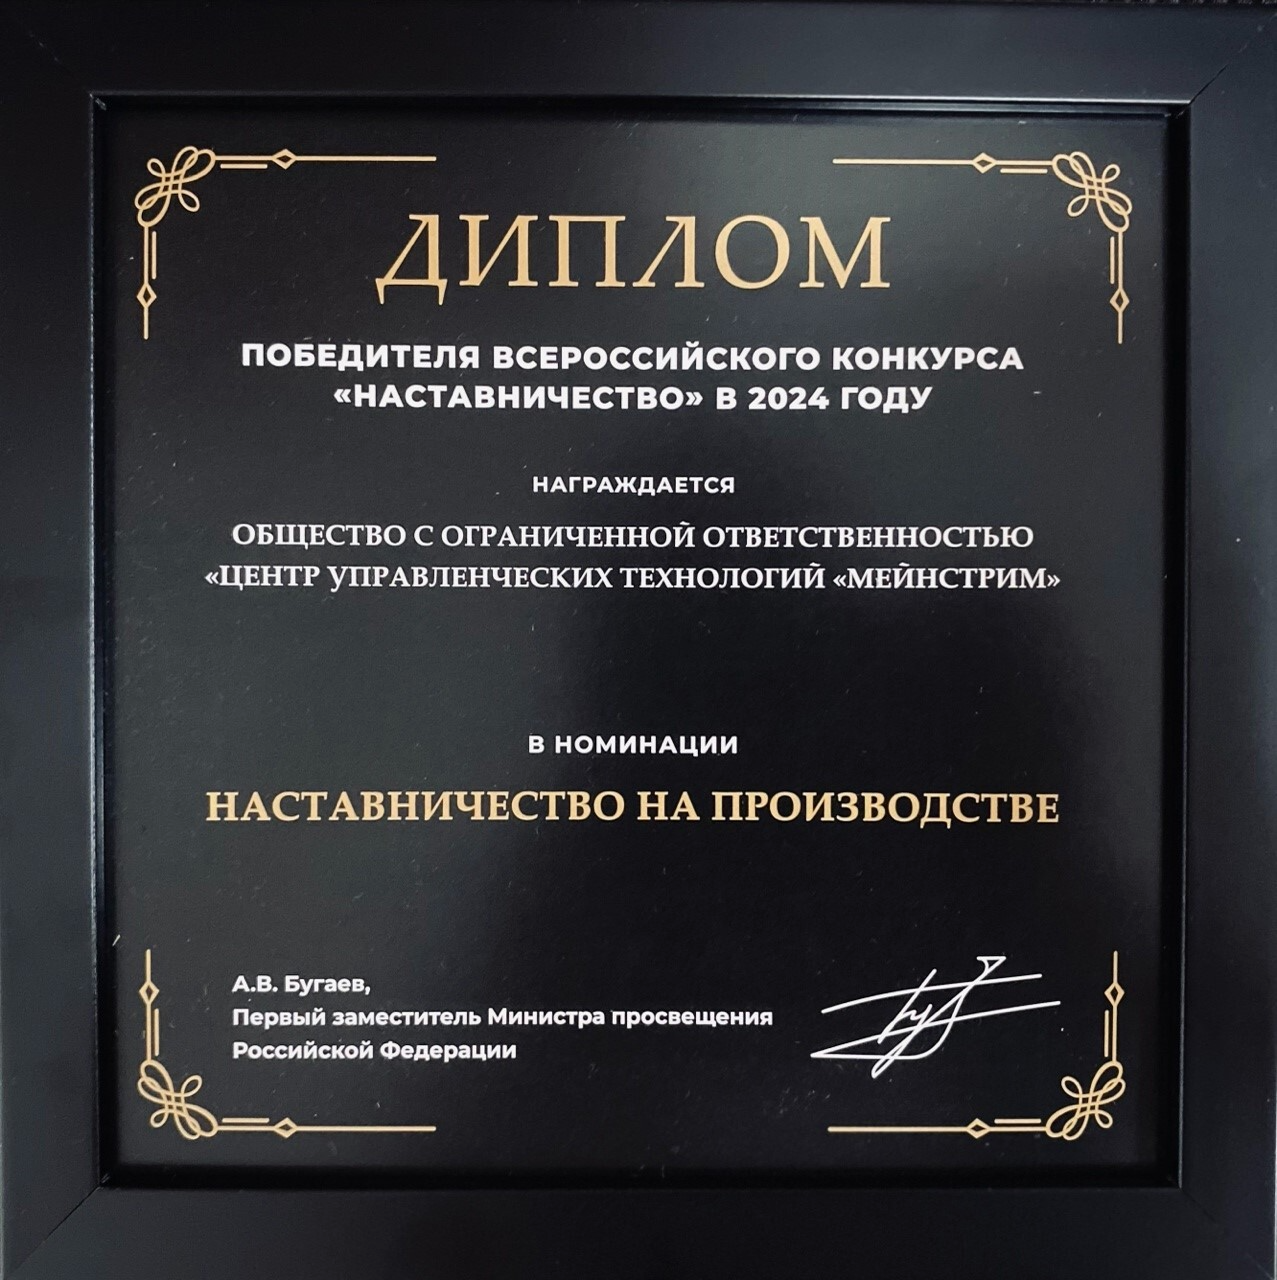 ДИПЛОМ
ПОБЕДИТЕЛЯ ВСЕРОССИЙСКОГО КОНКУРСА
«НАСТАВНИЧЕСТВО» В 2024 ГОДУ
НАГРАЖДАЕТСЯ
ОБЩЕСТВО С ОГРАНИЧЕННОЙ ОТВЕТСТВЕННОСТЬЮ
«ЦЕНТР УПРАВЛЕНЧЕСКИХ ТЕХНОЛОГИЙ «МЕЙНСТРИМ»
В НОМИНАЦИИ
НАСТАВНИЧЕСТВО НА ПРОИЗВОДСТВЕ
А.В. Бугаев,
Первый заместитель Министра просвещения
Российской Федерации